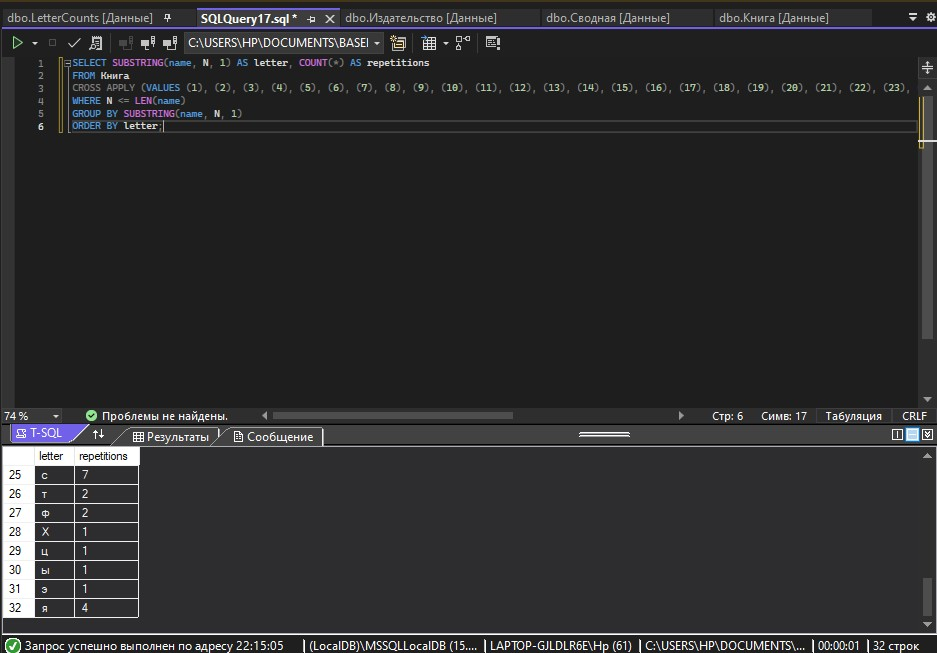 dbo.LetterCounts [Данные] SQLQuery17.sql* dbo.Издательство [Данные] dbo.Сводная [Данные] dbo.Книга [Данные]
C:\USERS\HP\DOCUMENTS\BASEI
1 SELECT SUBSTRING(name, N, 1) AS letter, COUNT(*) AS repetitions
2 FROM Книга
3 CROSS APPLY (VALUES (1), (2), (3), (4), (5), (6), (7), (8), (9), (10), (11), (12), (13), (14), (15), (16), (17), (18), (19), (20), (21), (22), (23),
4 WHERE N <= LEN(name)
5 GROUP BY SUBSTRING(name, N, 1)
6 ORDER BY letter;
74 % Проблемы не найдены. Стр: 6 Симв: 17 Табуляция CRLF
T-SQL Результаты Сообщение
letter repetitions
25 с 7
26 т 2
27 ф 2
28 Х 1
29 ц 1
30 ы 1
31 э 1
32 я 4
Запрос успешно выполнен по адресу 22:15:05 | (LocalDB)\MSSQLLocalDB (15.... | LAPTOP-GJLDLR6E\Hp (61) | C:\USERS\HP\DOCUMENTS\... | 00:00:01 | 32 строк